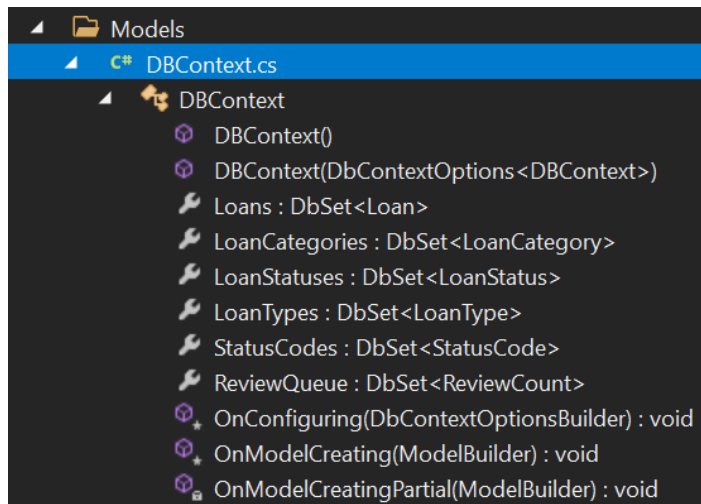 Models
C# DBContext.cs
DBContext
DBContext()
DBContext(DbContextOptions<DBContext>)
Loans : DbSet<Loan>
LoanCategories : DbSet<LoanCategory>
LoanStatuses : DbSet<LoanStatus>
LoanTypes : DbSet<LoanType>
StatusCodes : DbSet<StatusCode>
ReviewQueue : DbSet<ReviewCount>
OnConfiguring(DbContextOptionsBuilder) : void
OnModelCreating(ModelBuilder) : void
OnModelCreatingPartial(ModelBuilder) : void